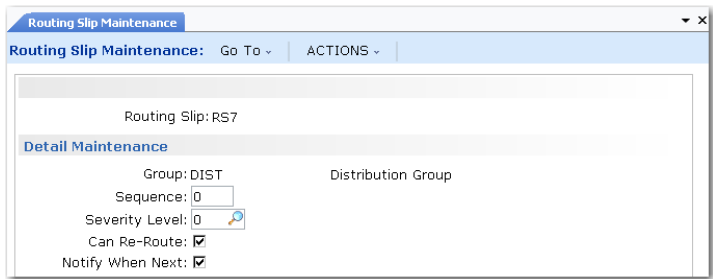 Routing Slip Maintenance
Routing Slip Maintenance: Go To ACTIONS
Routing Slip: RS7
Detail Maintenance
Group: DIST Distribution Group
Sequence: 0
Severity Level: 0
Can Re-Route:
Notify When Next: